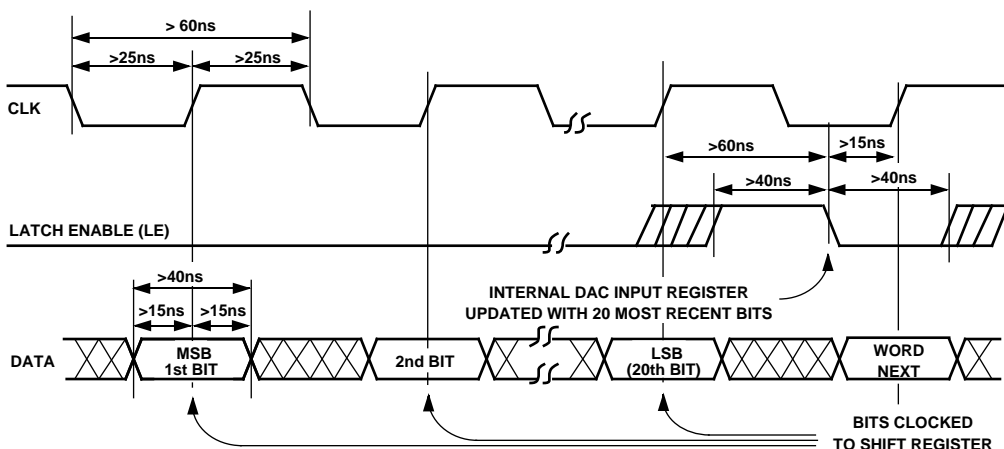 > 60ns
>25ns >25ns
CLK
>60ns >15ns
>40ns >40ns
LATCH ENABLE (LE)
>40ns
INTERNAL DAC INPUT REGISTER
UPDATED WITH 20 MOST RECENT BITS
>15ns >15ns
DATA
MSB
1st BIT
2nd BIT
LSB
(20th BIT)
WORD
NEXT
BITS CLOCKED
TO SHIFT REGISTER